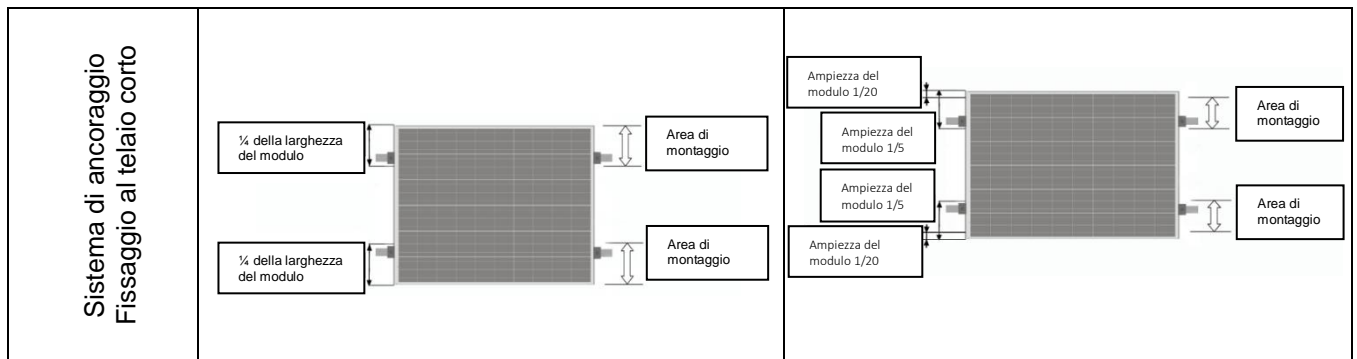 Sistema di ancoraggio
Fissaggio al telaio corto
¼ della larghezza
del modulo
Area di
montaggio
¼ della larghezza
del modulo
Area di
montaggio
Ampiezza del
modulo 1/20
Ampiezza del
modulo 1/5
Ampiezza del
modulo 1/5
Ampiezza del
modulo 1/20
Area di
montaggio
Area di
montaggio